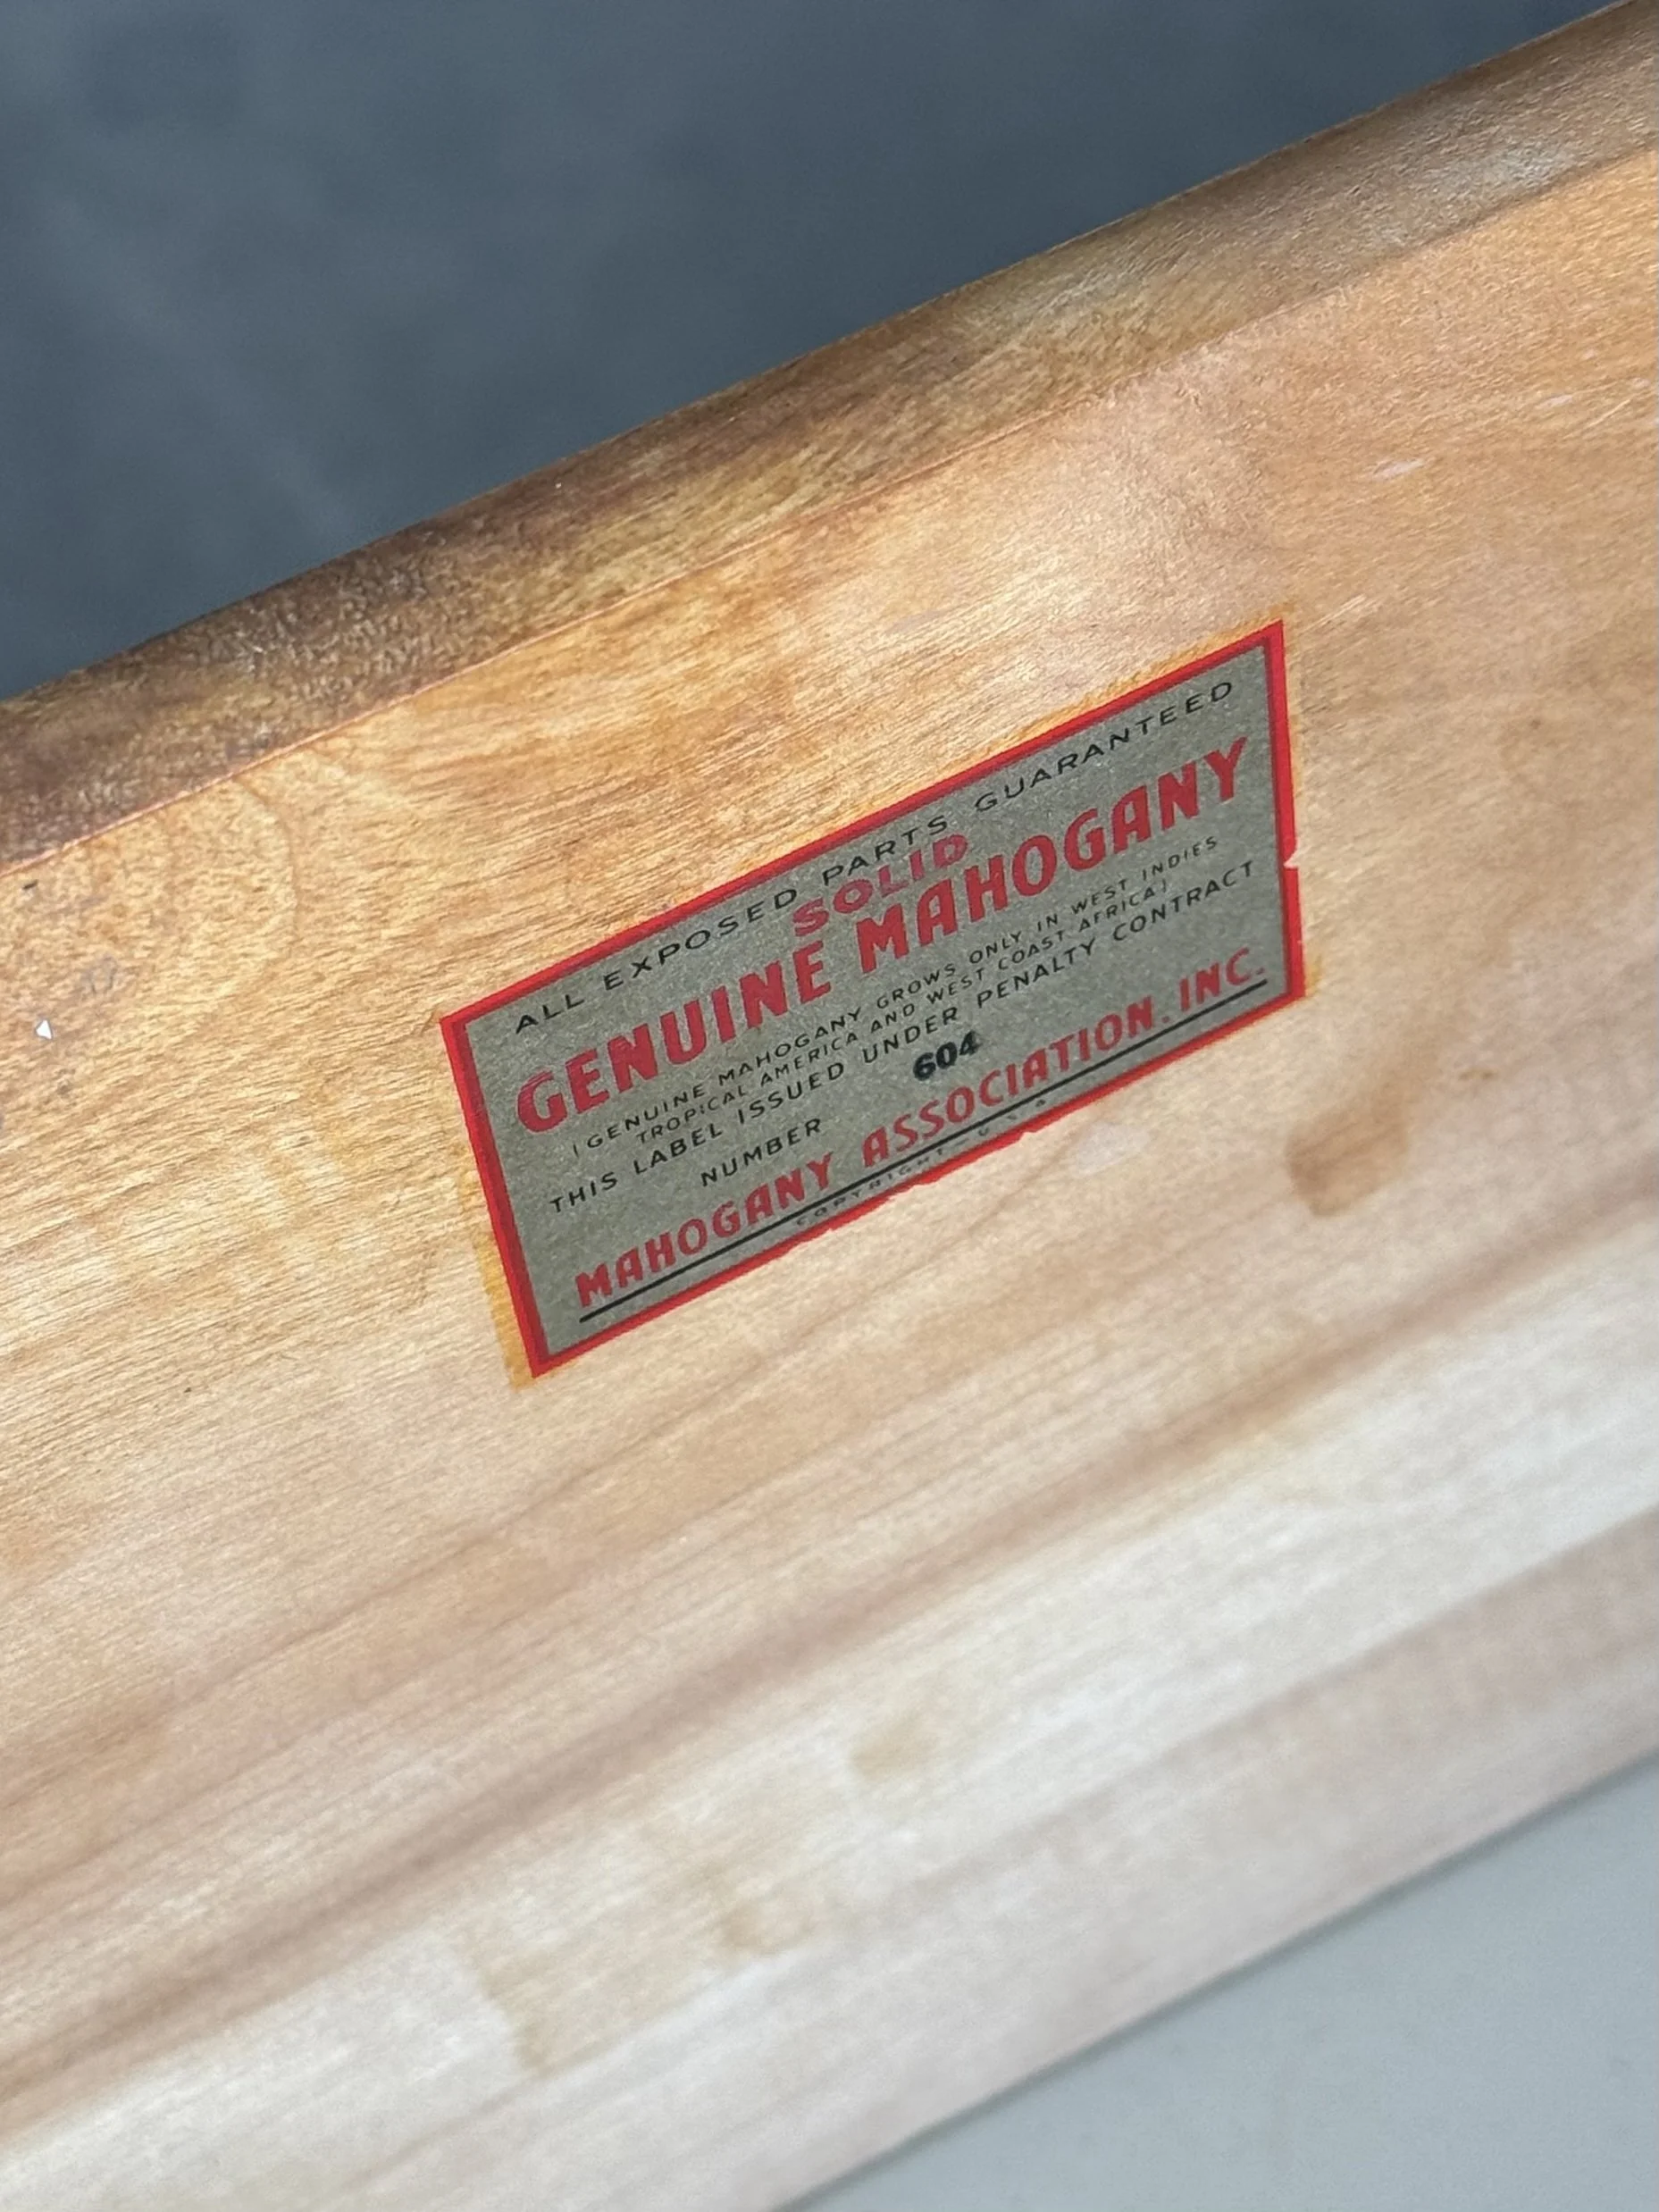 ALL EXPOSED PARTS GUARANTEED
SOLID
GENUINE MAHOGANY
(GENUINE MAHOGANY GROWS ONLY IN WEST INDIES
TROPICAL AMERICA AND WEST COAST AFRICA)
THIS LABEL ISSUED UNDER PENALTY CONTRACT
NUMBER 604
MAHOGANY ASSOCIATION, INC.
COPYRIGHT U S A